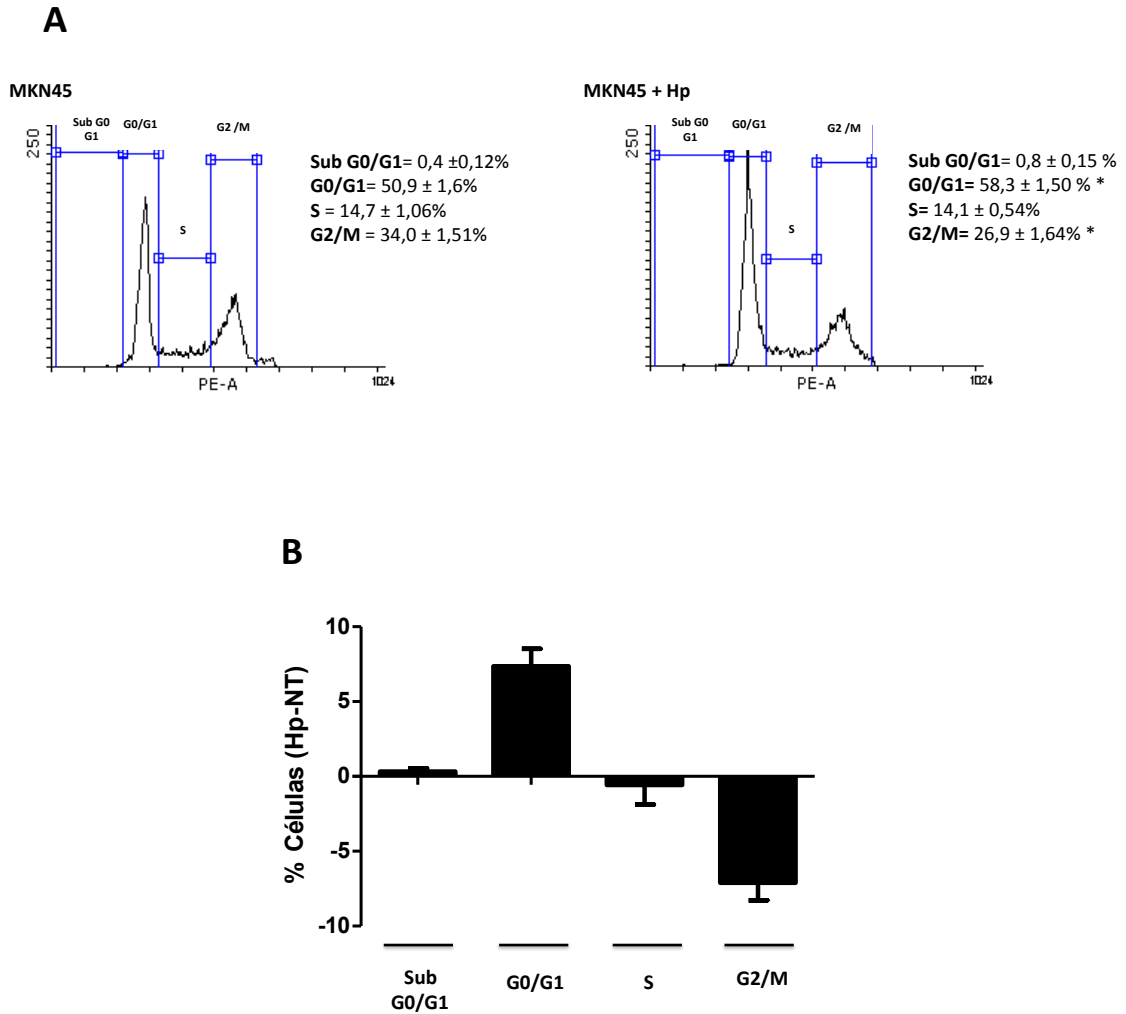 A
MKN45
Sub G0
G1
G0/G1
G2 /M
250
S
PE-A
1024
Sub G0/G1= 0,4 ±0,12%
G0/G1= 50,9 ± 1,6%
S = 14,7 ± 1,06%
G2/M = 34,0 ± 1,51%
MKN45 + Hp
Sub G0
G1
G0/G1
G2 /M
250
S
PE-A
1024
Sub G0/G1= 0,8 ± 0,15 %
G0/G1= 58,3 ± 1,50 % *
S= 14,1 ± 0,54%
G2/M= 26,9 ± 1,64% *
B
% Células (Hp-NT)
10
5
0
-5
-10
Sub
G0/G1
G0/G1
S
G2/M